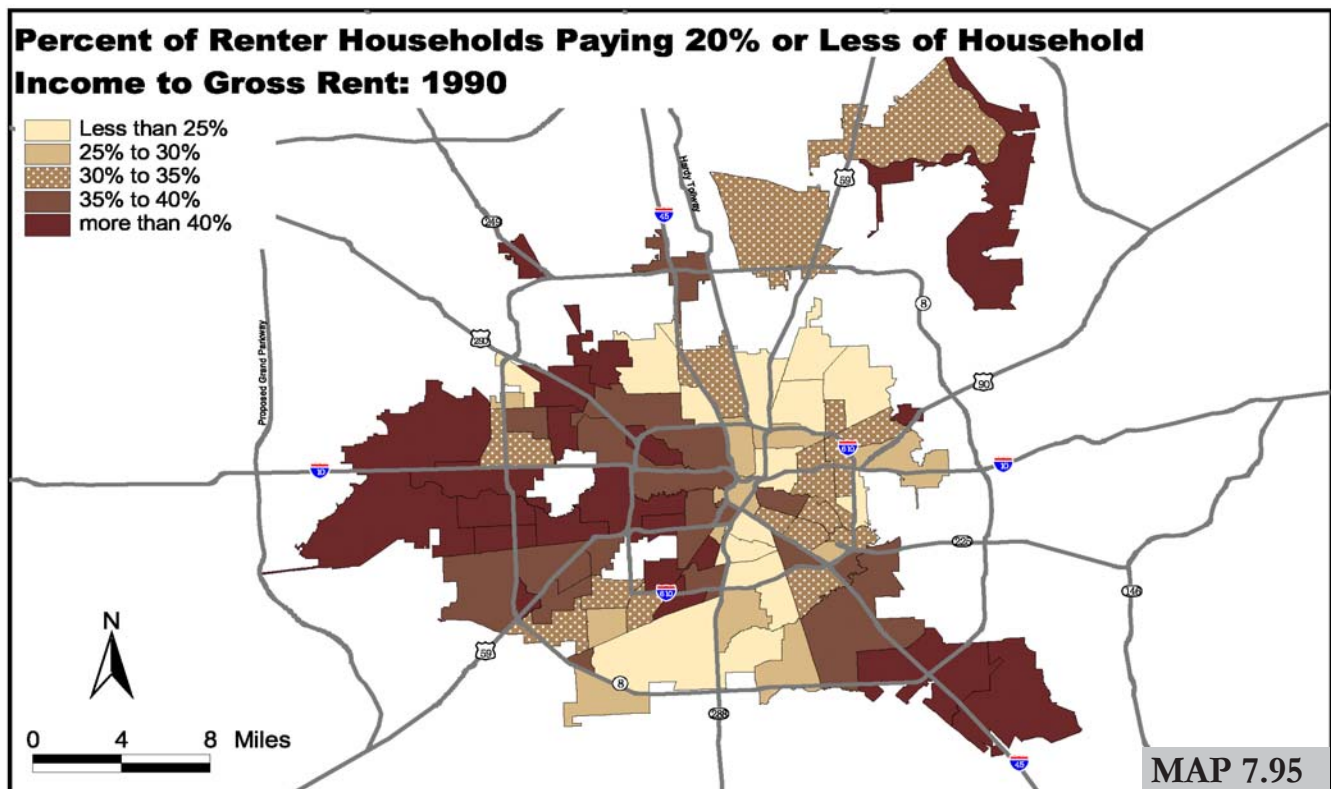 Percent of Renter Households Paying 20% or Less of Household
Income to Gross Rent: 1990
Less than 25%
25% to 30%
30% to 35%
35% to 40%
more than 40%
Hardy Tollway
59
45
249
8
290
Proposed Grand Parkway
90
610
10
10
225
146
610
59
8
288
45
N
0 4 8 Miles
MAP 7.95